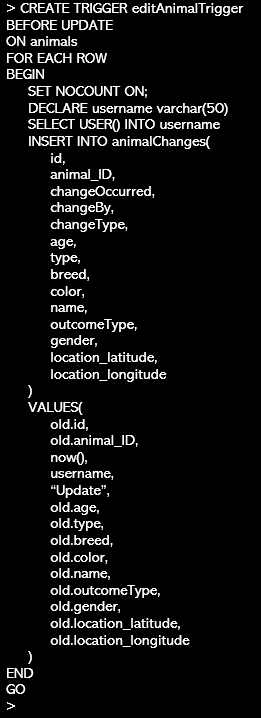 > CREATE TRIGGER editAnimalTrigger
BEFORE UPDATE
ON animals
FOR EACH ROW
BEGIN
SET NOCOUNT ON;
DECLARE username varchar(50)
SELECT USER() INTO username
INSERT INTO animalChanges(
id,
animal_ID,
changeOccurred,
changeBy,
changeType,
age,
type,
breed,
color,
name,
outcomeType,
gender,
location_latitude,
location_longitude
)
VALUES(
old.id,
old.animal_ID,
now(),
username,
“Update”,
old.age,
old.type,
old.breed,
old.color,
old.name,
old.outcomeType,
old.gender,
old.location_latitude,
old.location_longitude
)
END
GO
>